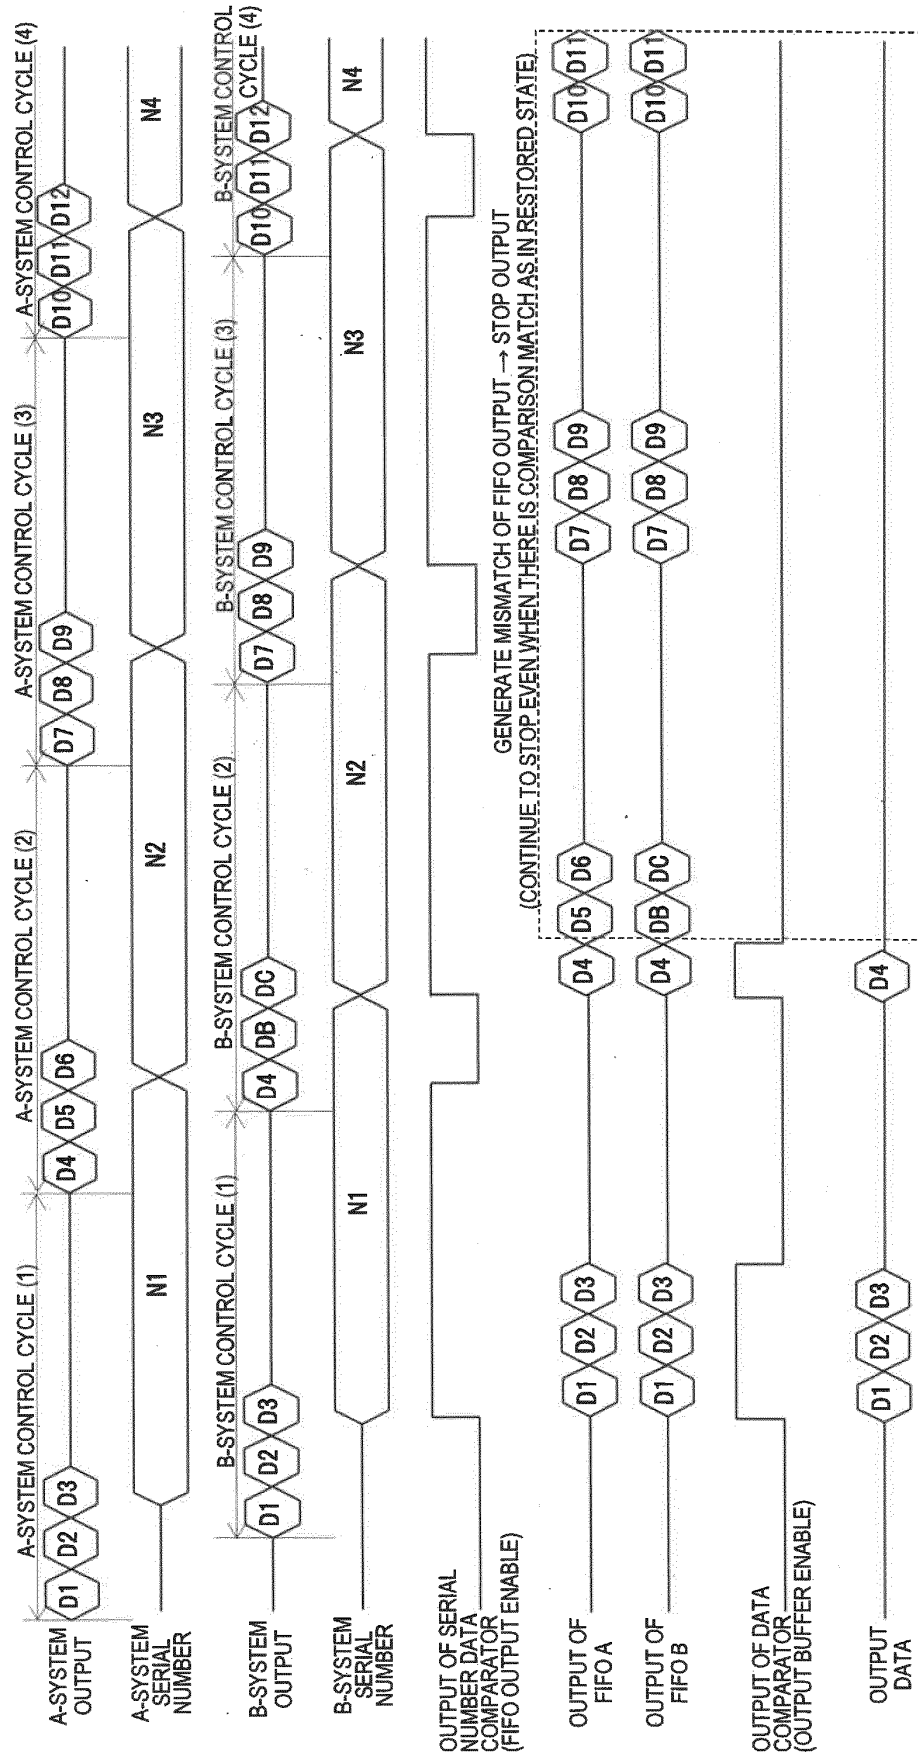 A-SYSTEM CONTROL CYCLE (1)
A-SYSTEM CONTROL CYCLE (2)
A-SYSTEM CONTROL CYCLE (3)
A-SYSTEM CONTROL CYCLE (4)
A-SYSTEM
OUTPUT
D1 D2 D3 D4 D5 D6 D7 D8 D9 D10 D11 D12
A-SYSTEM
SERIAL
NUMBER
N1 N2 N3 N4
B-SYSTEM CONTROL CYCLE (1)
B-SYSTEM CONTROL CYCLE (2)
B-SYSTEM CONTROL CYCLE (3)
B-SYSTEM CONTROL
CYCLE (4)
B-SYSTEM
OUTPUT
D1 D2 D3 D4 DB DC D7 D8 D9 D10 D11 D12
B-SYSTEM
SERIAL
NUMBER
N1 N2 N3 N4
OUTPUT OF SERIAL
NUMBER DATA
COMPARATOR
(FIFO OUTPUT ENABLE)
GENERATE MISMATCH OF FIFO OUTPUT → STOP OUTPUT
(CONTINUE TO STOP EVEN WHEN THERE IS COMPARISON MATCH AS IN RESTORED STATE)
OUTPUT OF
FIFO A
D1 D2 D3 D4 D5 D6 D7 D8 D9 D10 D11
OUTPUT OF
FIFO B
D1 D2 D3 D4 DB DC D7 D8 D9 D10 D11
OUTPUT OF DATA
COMPARATOR
(OUTPUT BUFFER ENABLE)
OUTPUT
DATA
D1 D2 D3 D4